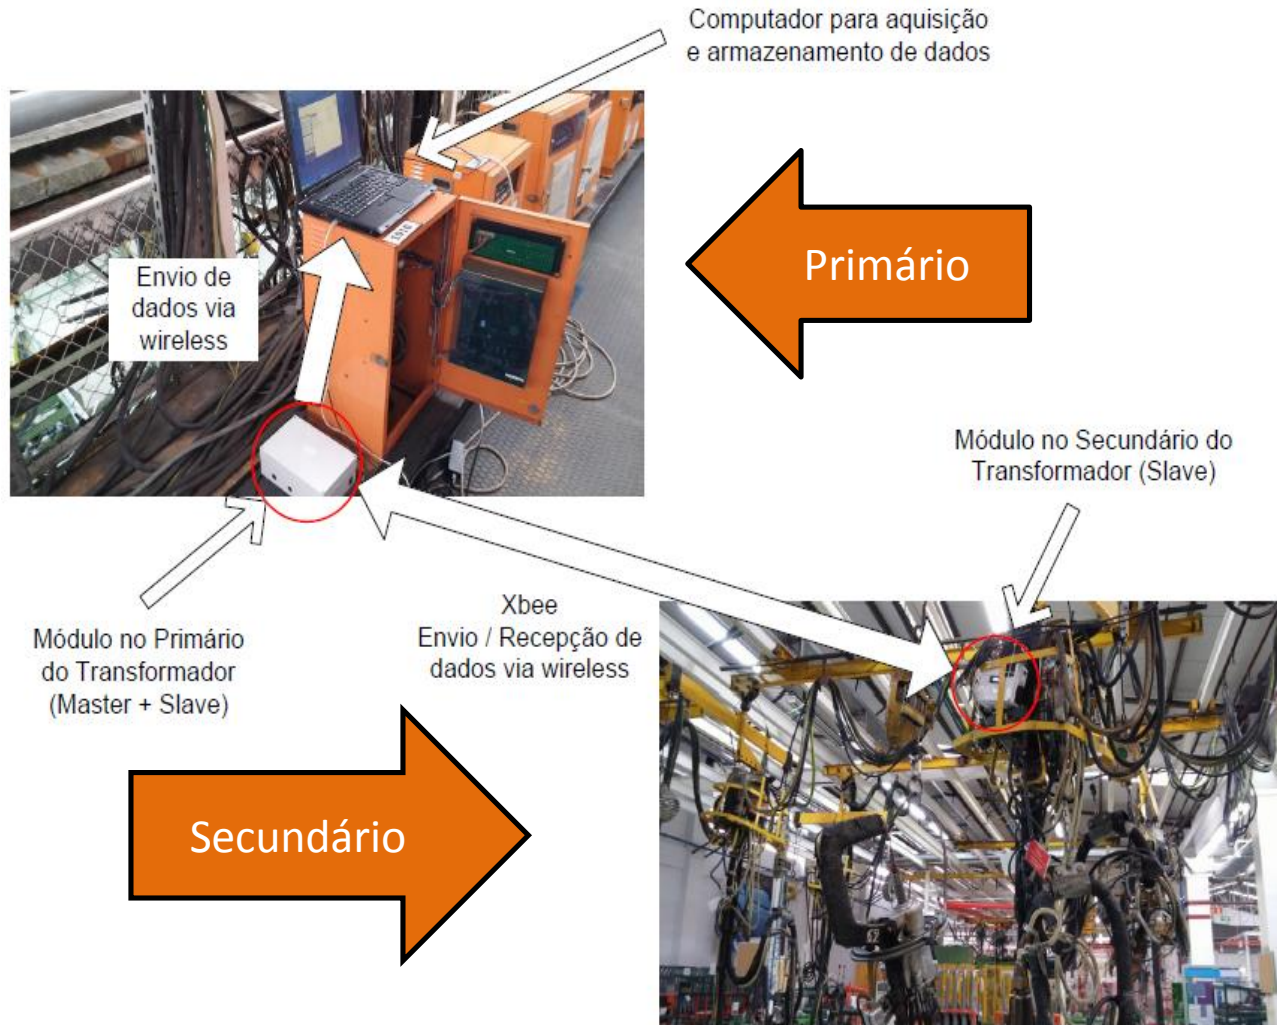 Computador para aquisição
e armazenamento de dados
Primário
Envio de
dados via
wireless
Módulo no Secundário do
Transformador (Slave)
Xbee
Envio / Recepção de
dados via wireless
Módulo no Primário
do Transformador
(Master + Slave)
Secundário